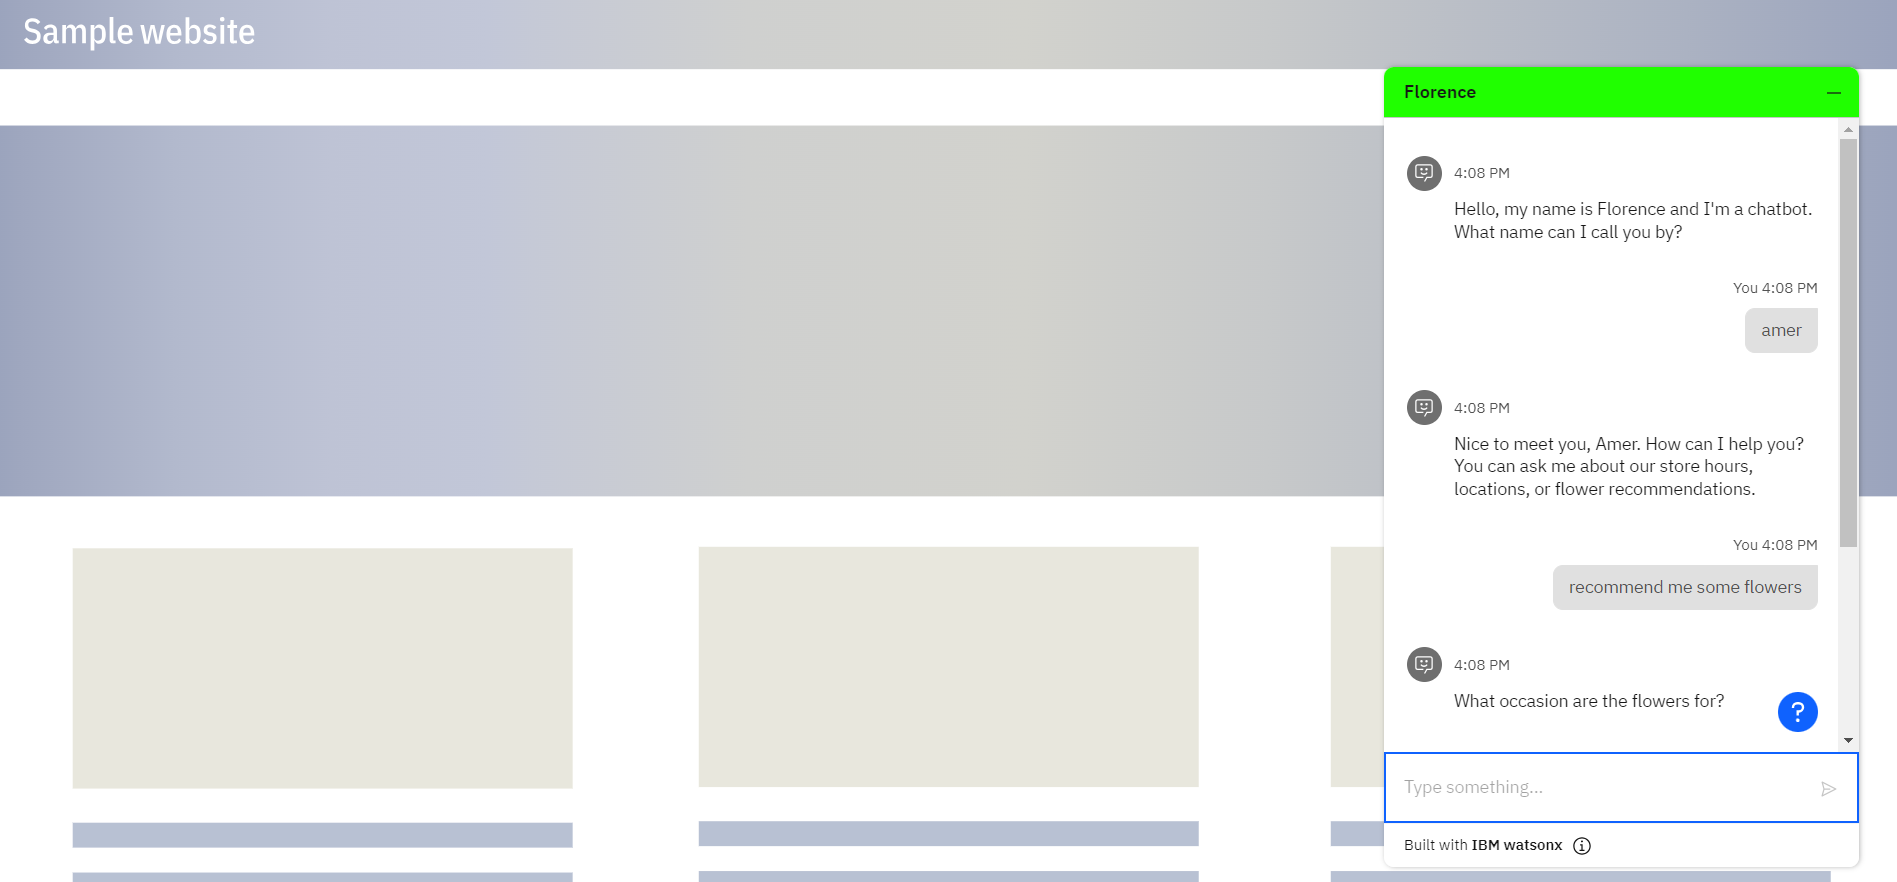 Sample website
Florence
4:08 PM
Hello, my name is Florence and I'm a chatbot.
What name can I call you by?
You 4:08 PM
amer
4:08 PM
Nice to meet you, Amer. How can I help you?
You can ask me about our store hours,
locations, or flower recommendations.
You 4:08 PM
recommend me some flowers
4:08 PM
What occasion are the flowers for?
?
Type something...
Built with IBM watsonx